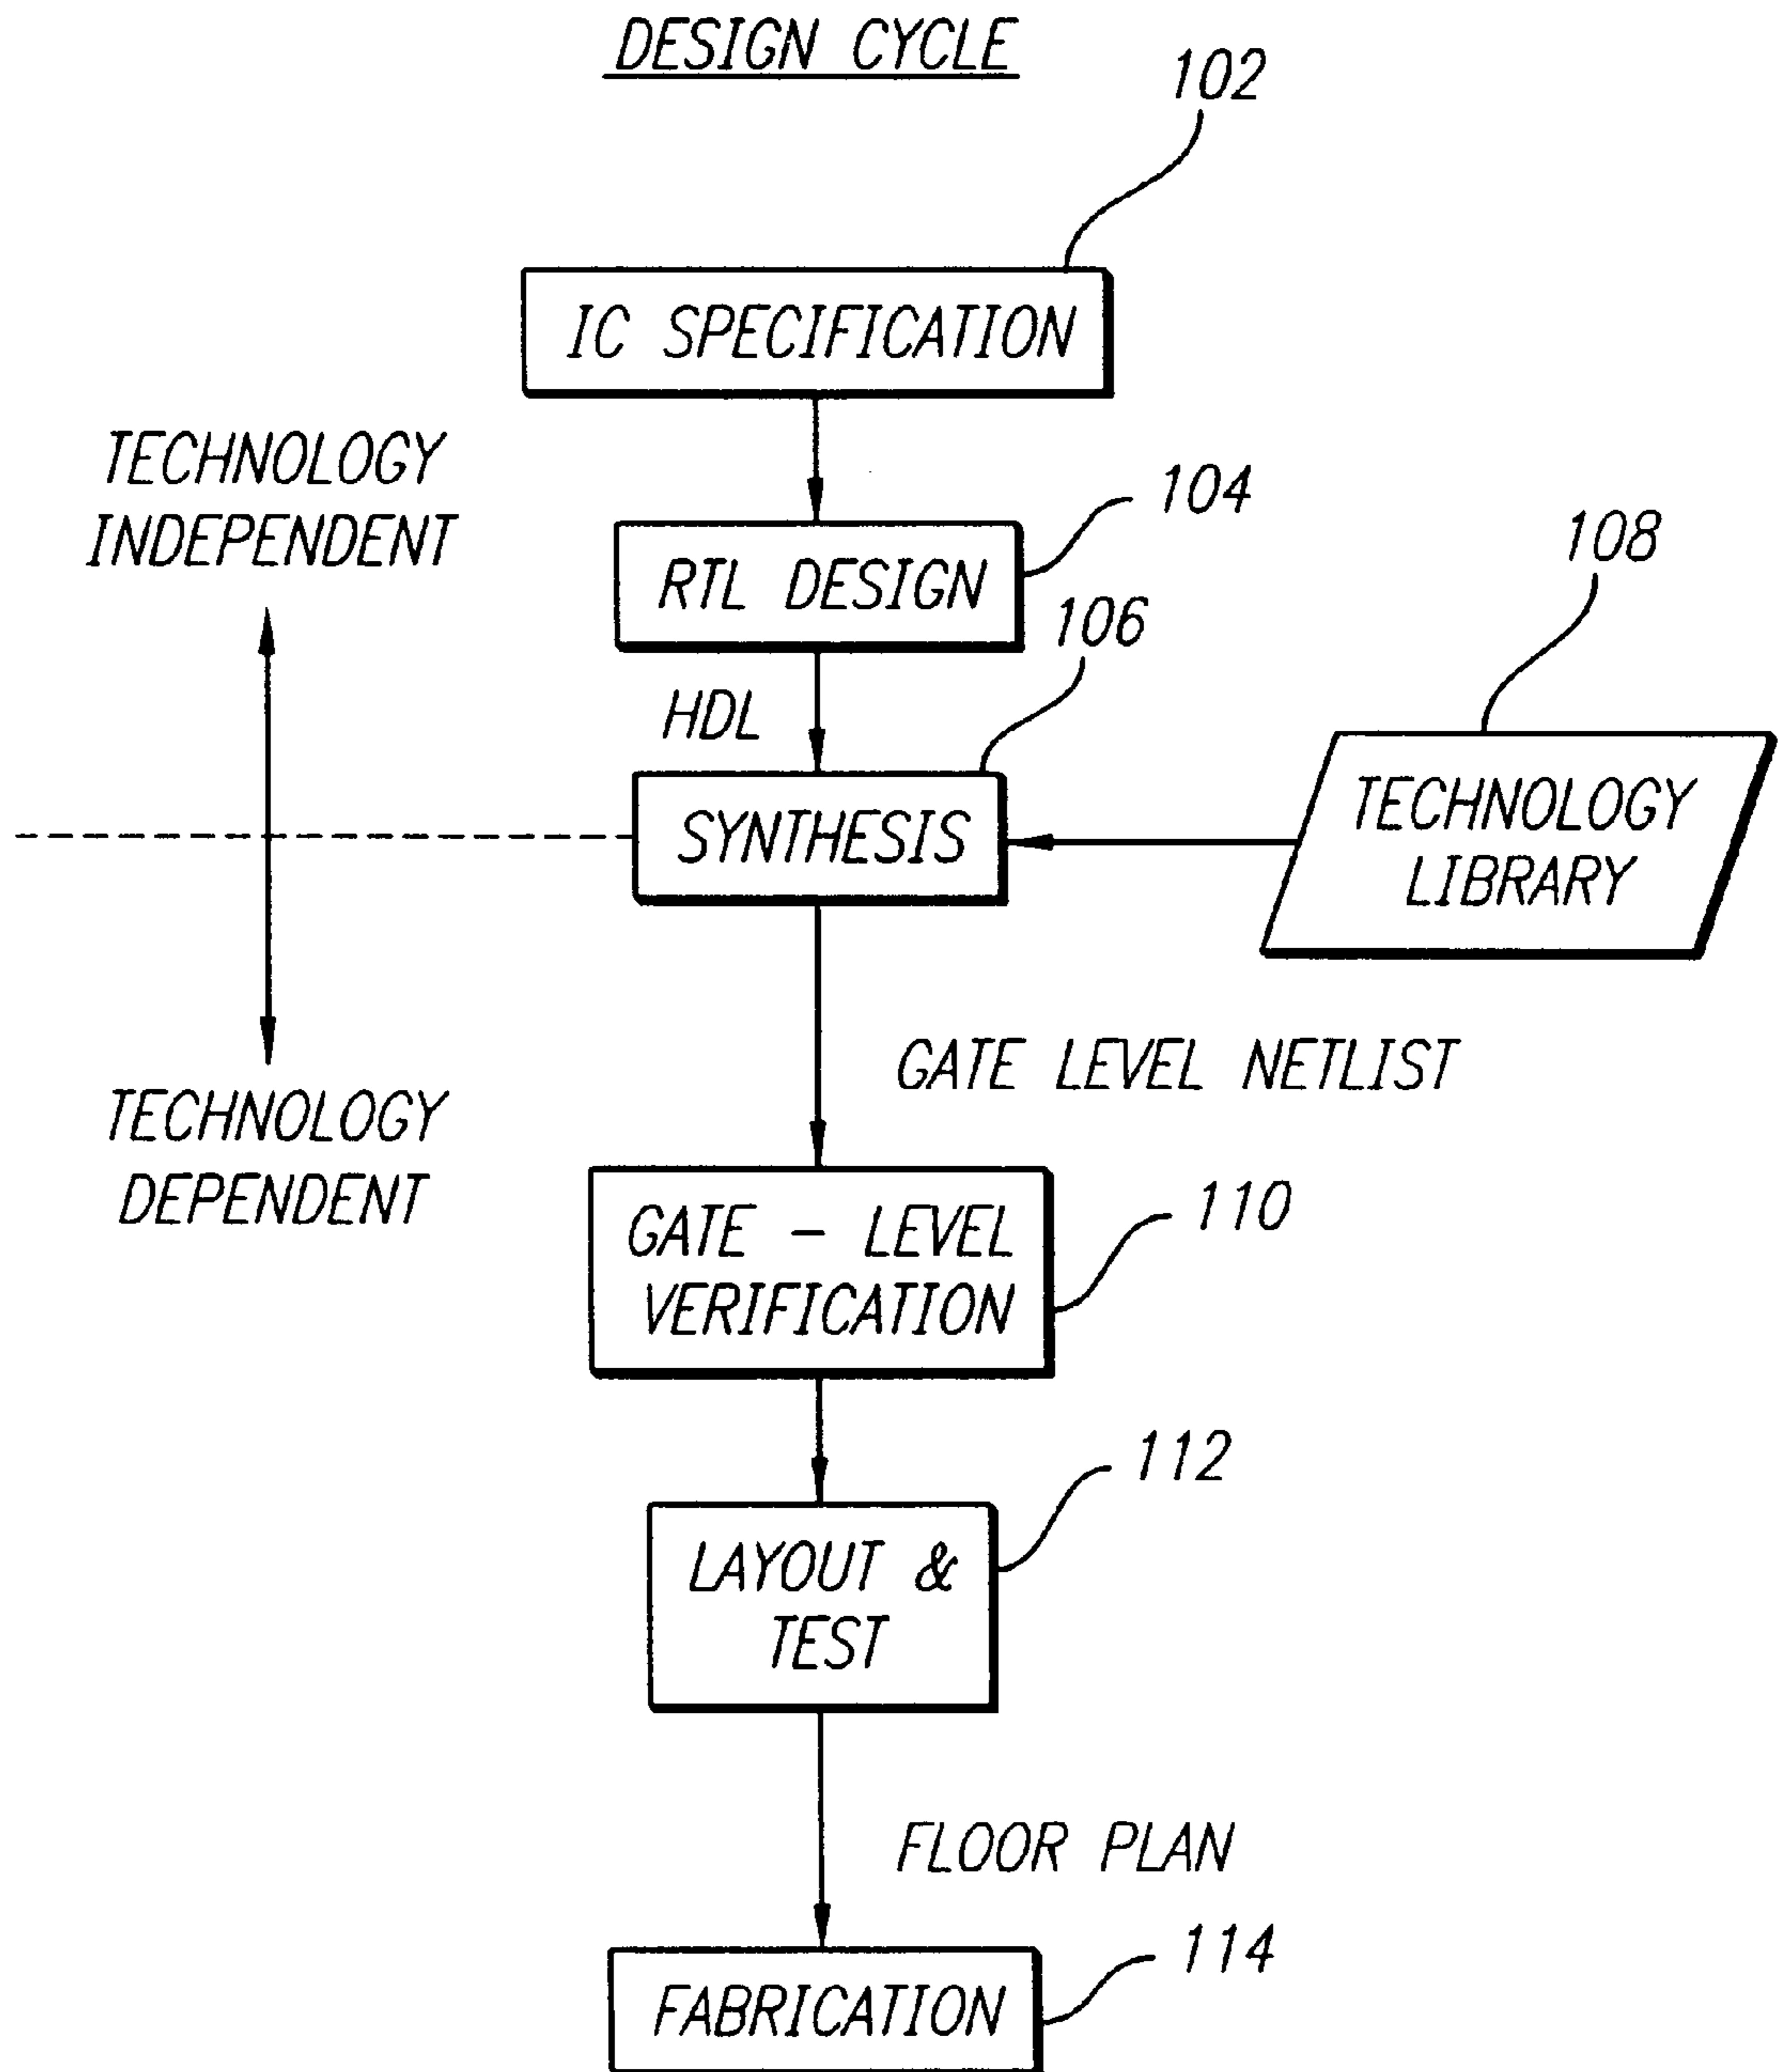 DESIGN CYCLE
102
IC SPECIFICATION
TECHNOLOGY
INDEPENDENT
104
RTL DESIGN
108
106
HDL
SYNTHESIS
TECHNOLOGY
LIBRARY
GATE LEVEL NETLIST
TECHNOLOGY
DEPENDENT
110
GATE - LEVEL
VERIFICATION
112
LAYOUT &
TEST
FLOOR PLAN
114
FABRICATION